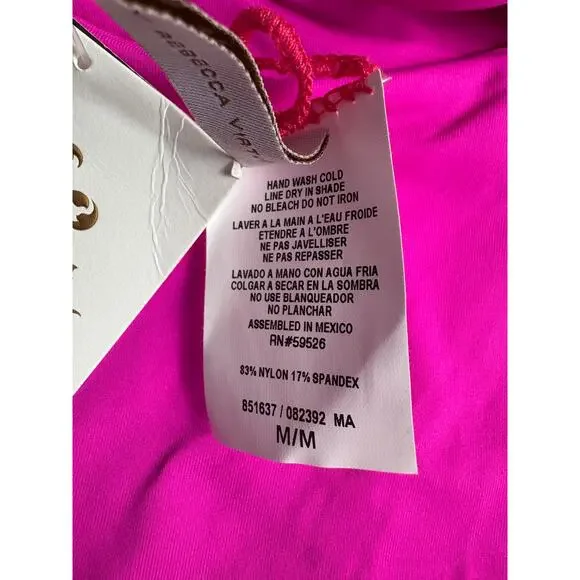 REBECCA
HAND WASH COLD
LINE DRY IN SHADE
NO BLEACH DO NOT IRON
LAVER A LA MAIN A L'EAU FROIDE
ETENDRE A L'OMBRE
NE PAS JAVELLISER
NE PAS REPASSER
LAVADO A MANO CON AGUA FRIA
COLGAR A SECAR EN LA SOMBRA
NO USE BLANQUEADOR
NO PLANCHAR
ASSEMBLED IN MEXICO
RN#59526
83% NYLON 17% SPANDEX
851637 / 082392 MA
M/M